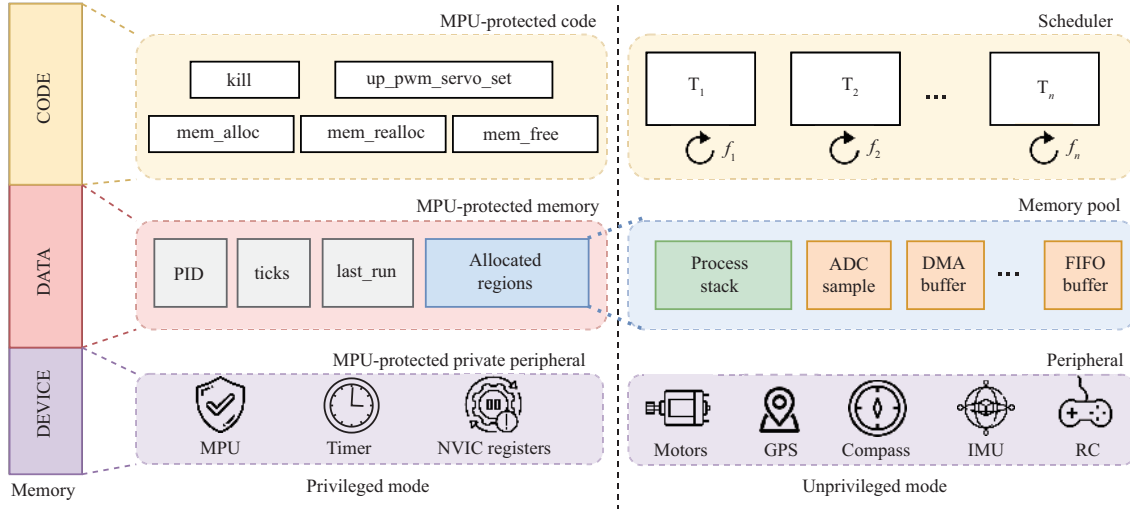 MPU-protected code
Scheduler
CODE
kill
up_pwm_servo_set
mem_alloc
mem_realloc
mem_free
T1
T2
...
Tn
f1
f2
fn
MPU-protected memory
Memory pool
DATA
PID
ticks
last_run
Allocated
regions
Process
stack
ADC
sample
DMA
buffer
...
FIFO
buffer
MPU-protected private peripheral
Peripheral
DEVICE
MPU
Timer
NVIC registers
Motors
GPS
Compass
IMU
RC
Memory
Privileged mode
Unprivileged mode